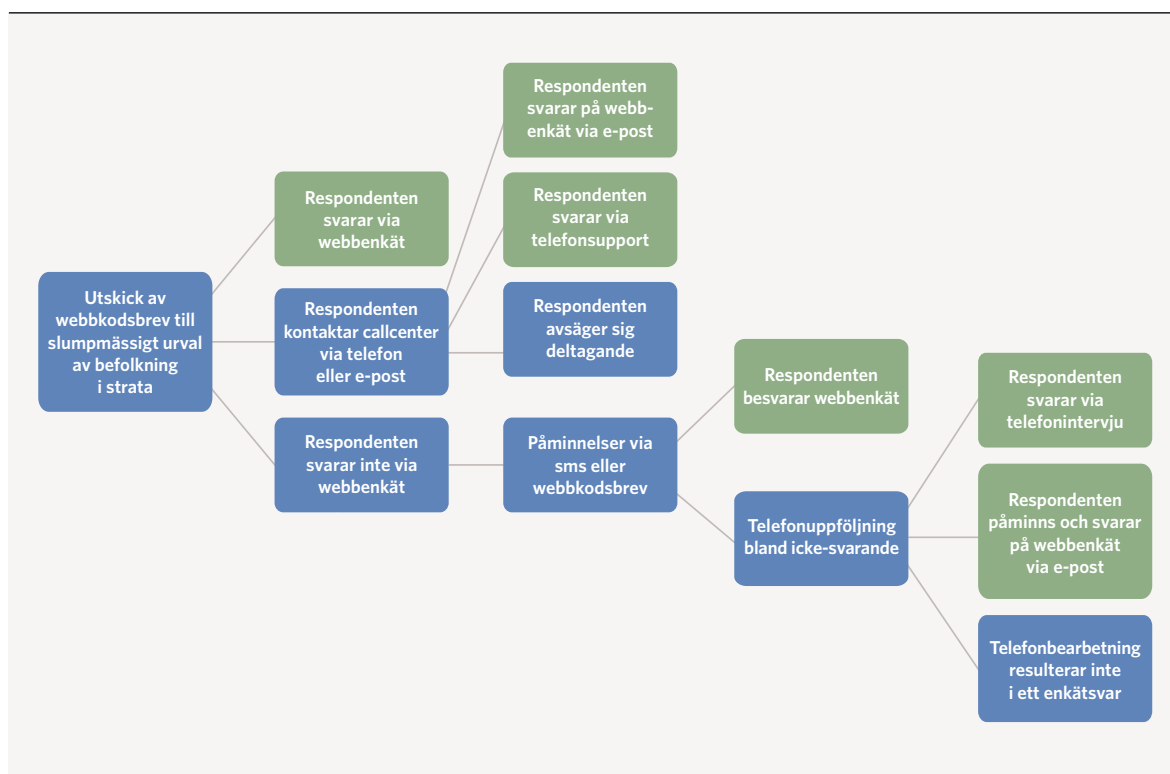 Utskick av
webbkodsbrev till
slumpmässigt urval
av befolkning
i strata
Respondenten
svarar via
webbenkät
Respondenten
kontaktar callcenter
via telefon
eller e-post
Respondenten
svarar inte via
webbenkät
Respondenten
svarar på webb-
enkät via e-post
Respondenten
svarar via
telefonsupport
Respondenten
avsäger sig
deltagande
Påminnelser via
sms eller
webbkodsbrev
Respondenten
besvarar webbenkät
Telefonuppföljning
bland icke-svarande
Respondenten
svarar via
telefonintervju
Respondenten
påminns och svarar
på webbenkät
via e-post
Telefonbearbetning
resulterar inte
i ett enkätsvar